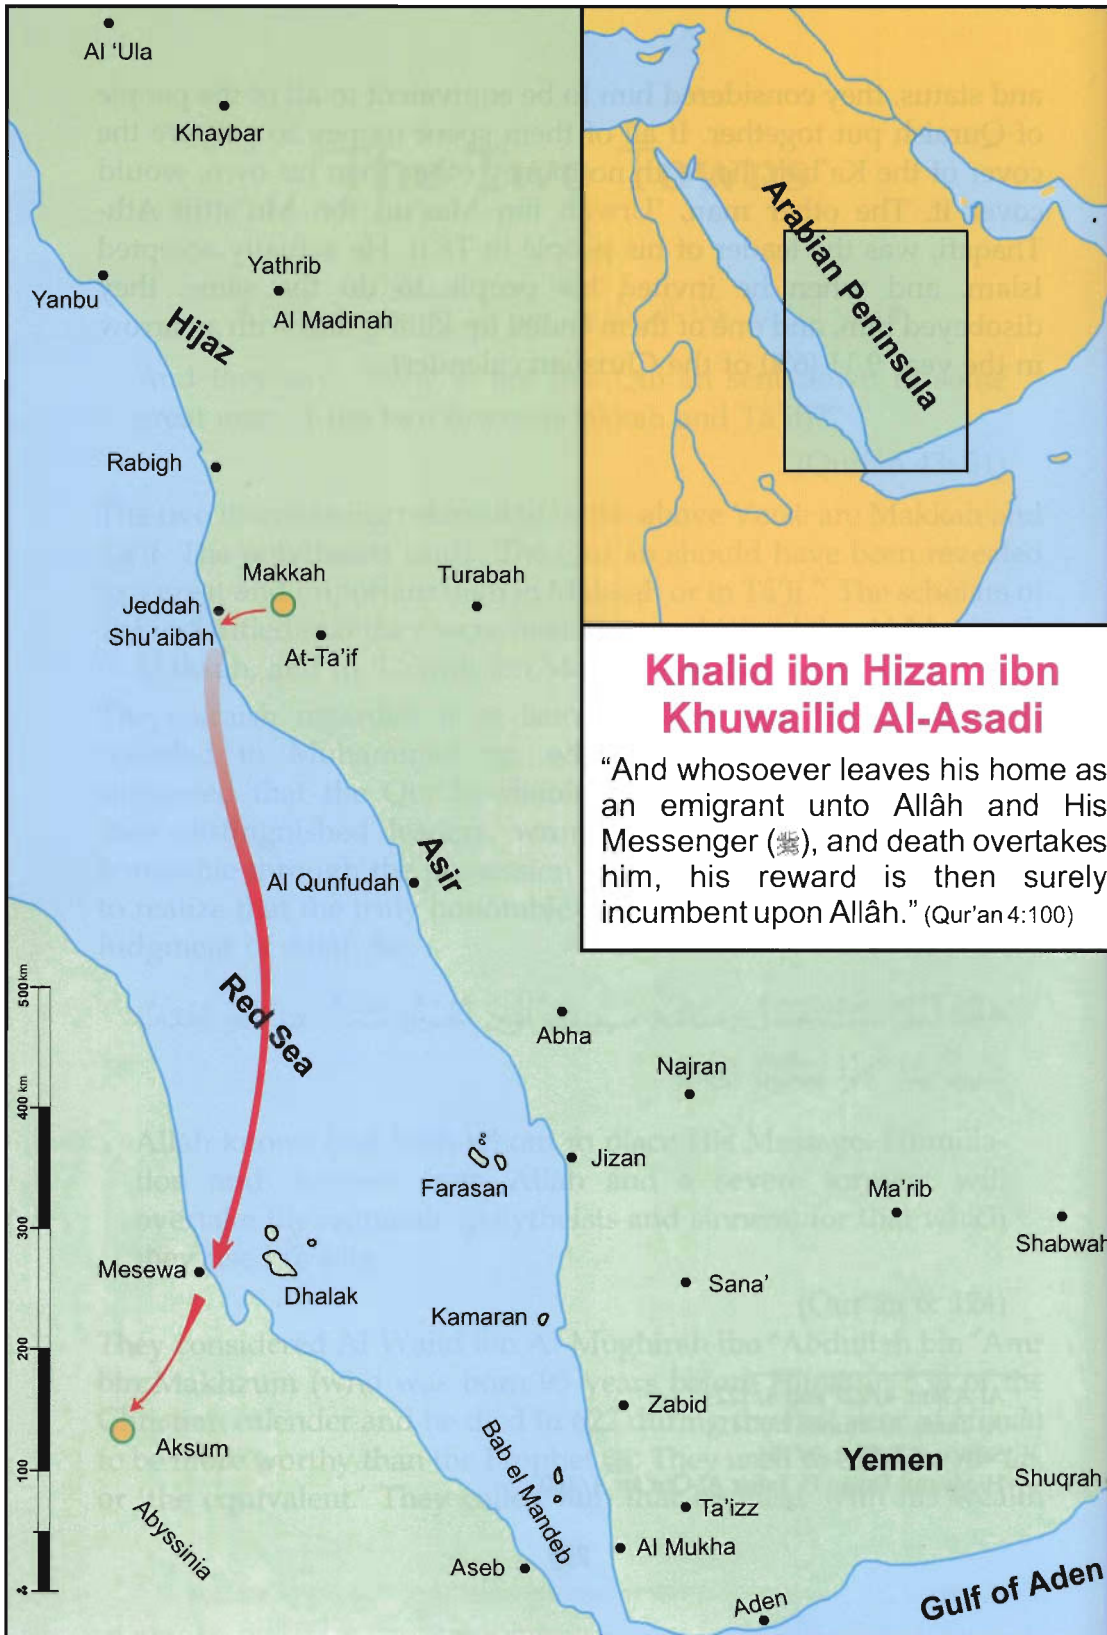 Al ‘Ula
Khaybar
Yanbu
Yathrib
Al Madinah
Hijaz
Rabigh
Makkah
Turabah
Jeddah
Shu’aibah
At-Ta’if
Arabian Peninsula
Khalid ibn Hizam ibn
Khuwailid Al-Asadi
“And whosoever leaves his home as
an emigrant unto Allâh and His
Messenger (ﷺ), and death overtakes
him, his reward is then surely
incumbent upon Allâh.” (Qur’an 4:100)
Asir
Al Qunfudah
Red Sea
Abha
Najran
Jizan
Farasan
Ma’rib
Shabwah
Mesewa
Dhalak
Sana’
Kamaran
Zabid
Aksum
Yemen
Bab el Mandeb
Shuqrah
Abyssinia
Ta’izz
Al Mukha
Aseb
Aden
Gulf of Aden
500 km
400 km
300
200
100